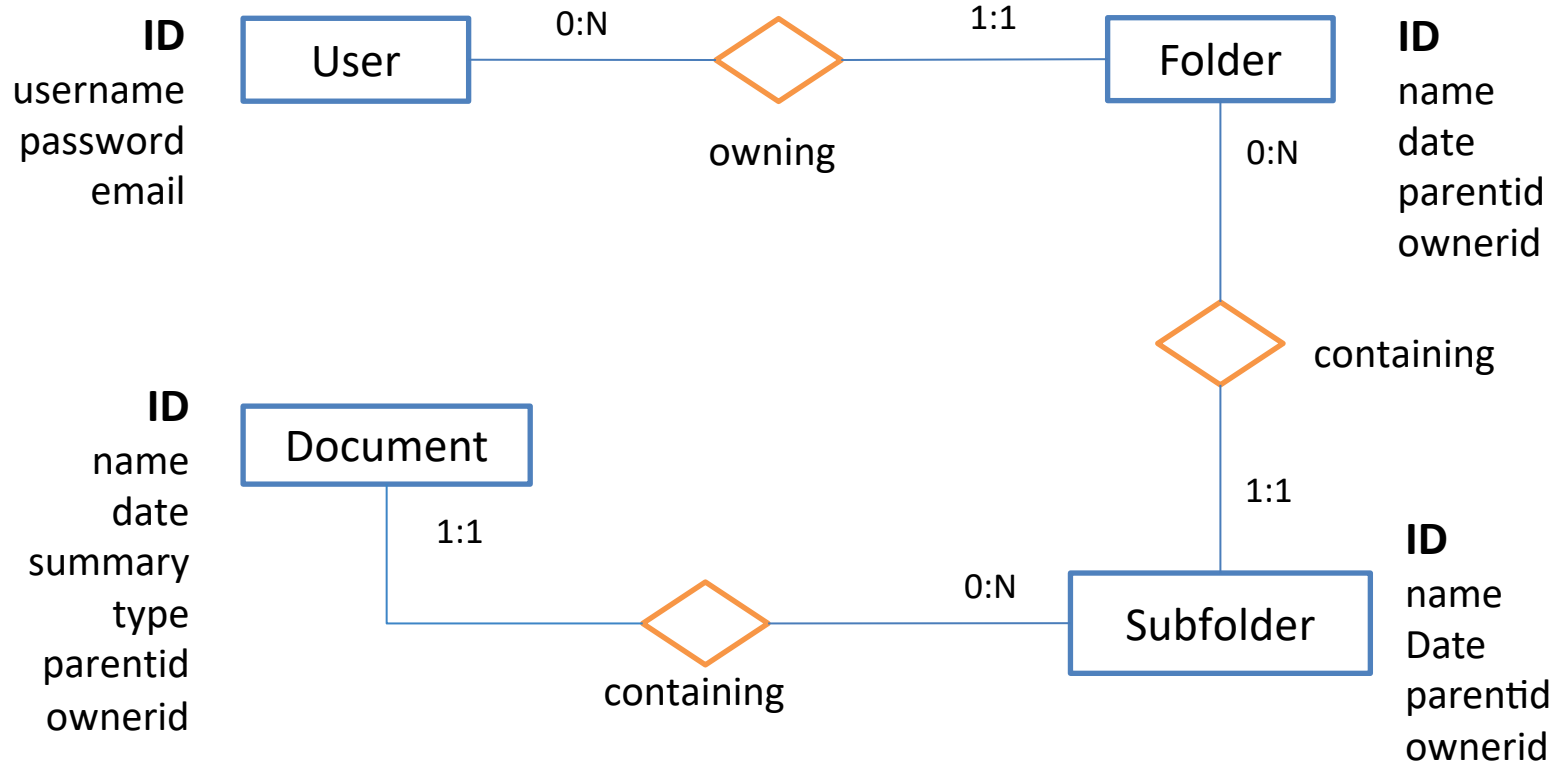 ID
username
password
email
User
0:N
owning
1:1
Folder
ID
name
date
parentid
ownerid
0:N
containing
1:1
ID
name
date
summary
type
parentid
ownerid
Document
1:1
containing
0:N
Subfolder
ID
name
Date
parentid
ownerid